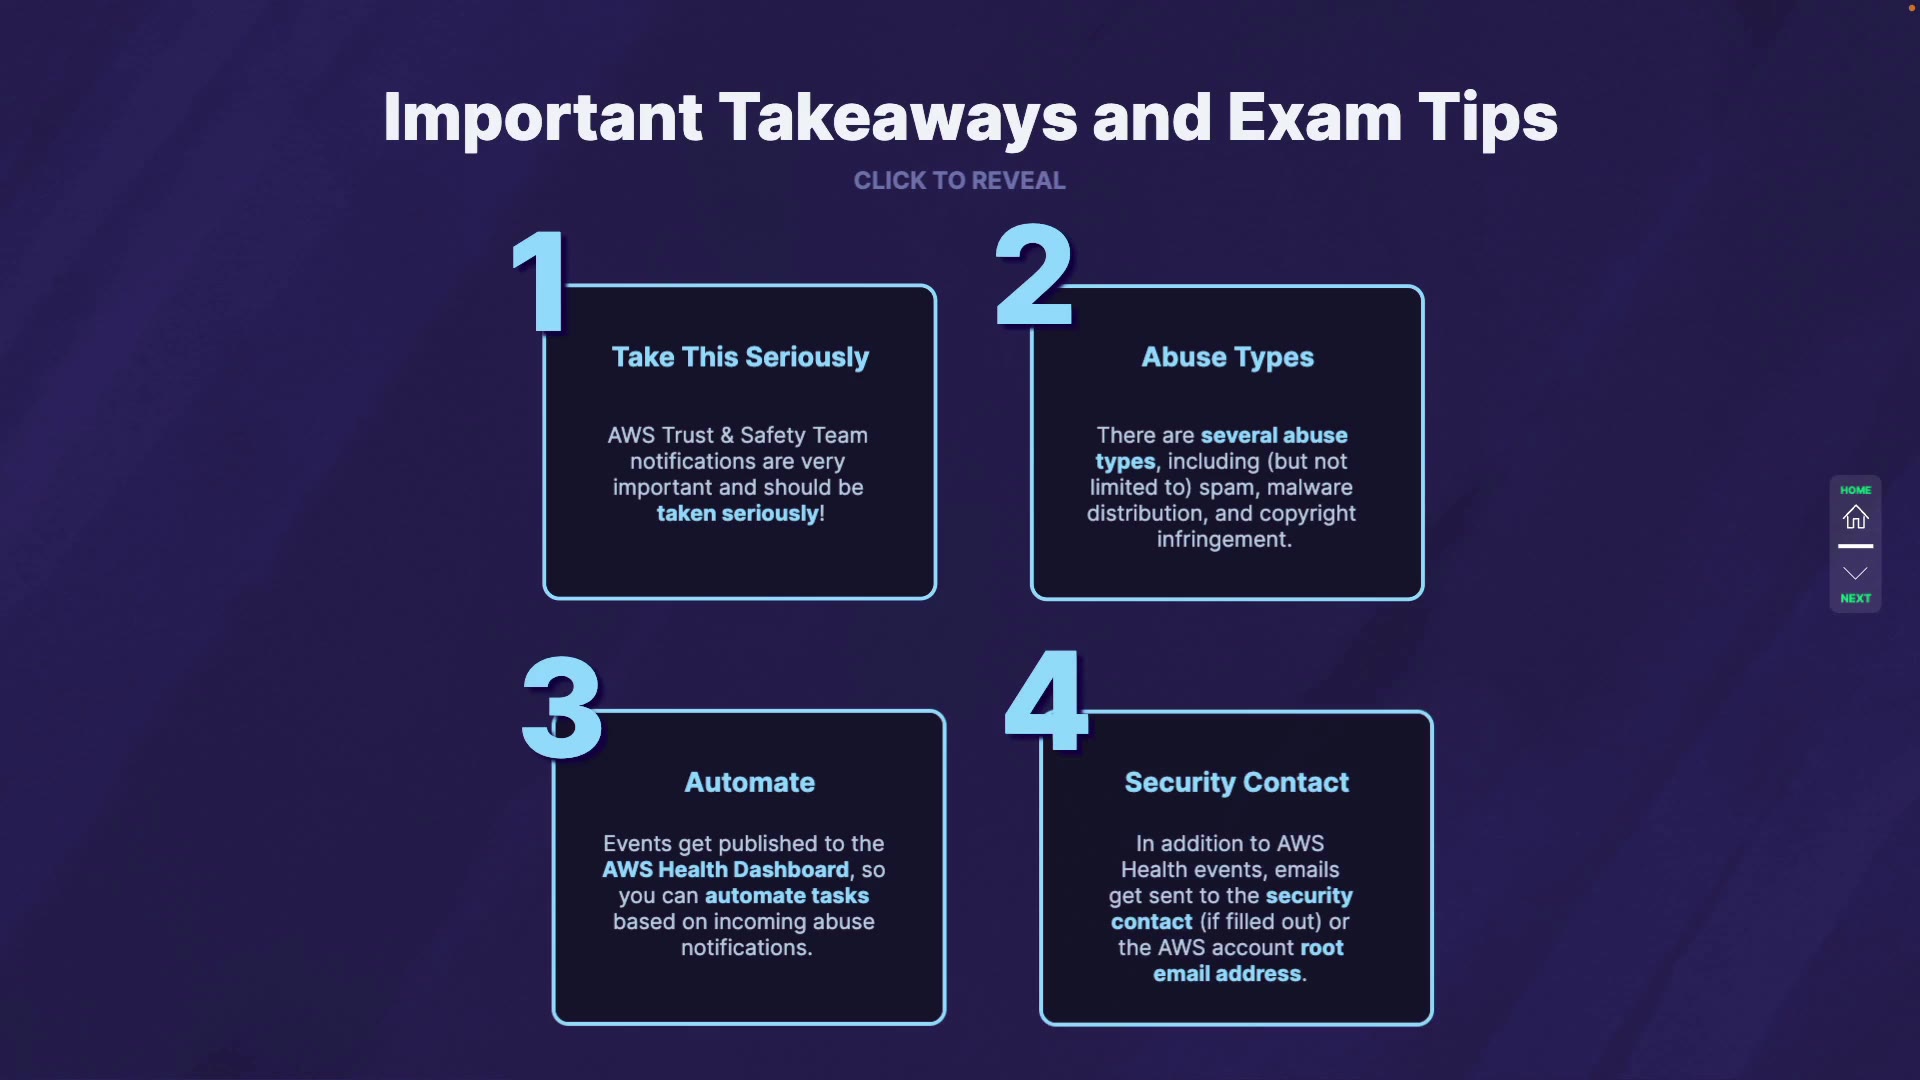 Important Takeaways and Exam Tips
CLICK TO REVEAL
1
Take This Seriously
AWS Trust & Safety Team
notifications are very
important and should be
taken seriously!
2
Abuse Types
There are several abuse
types, including (but not
limited to) spam, malware
distribution, and copyright
infringement.
3
Automate
Events get published to the
AWS Health Dashboard, so
you can automate tasks
based on incoming abuse
notifications.
4
Security Contact
In addition to AWS
Health events, emails
get sent to the security
contact (if filled out) or
the AWS account root
email address.
HOME
NEXT